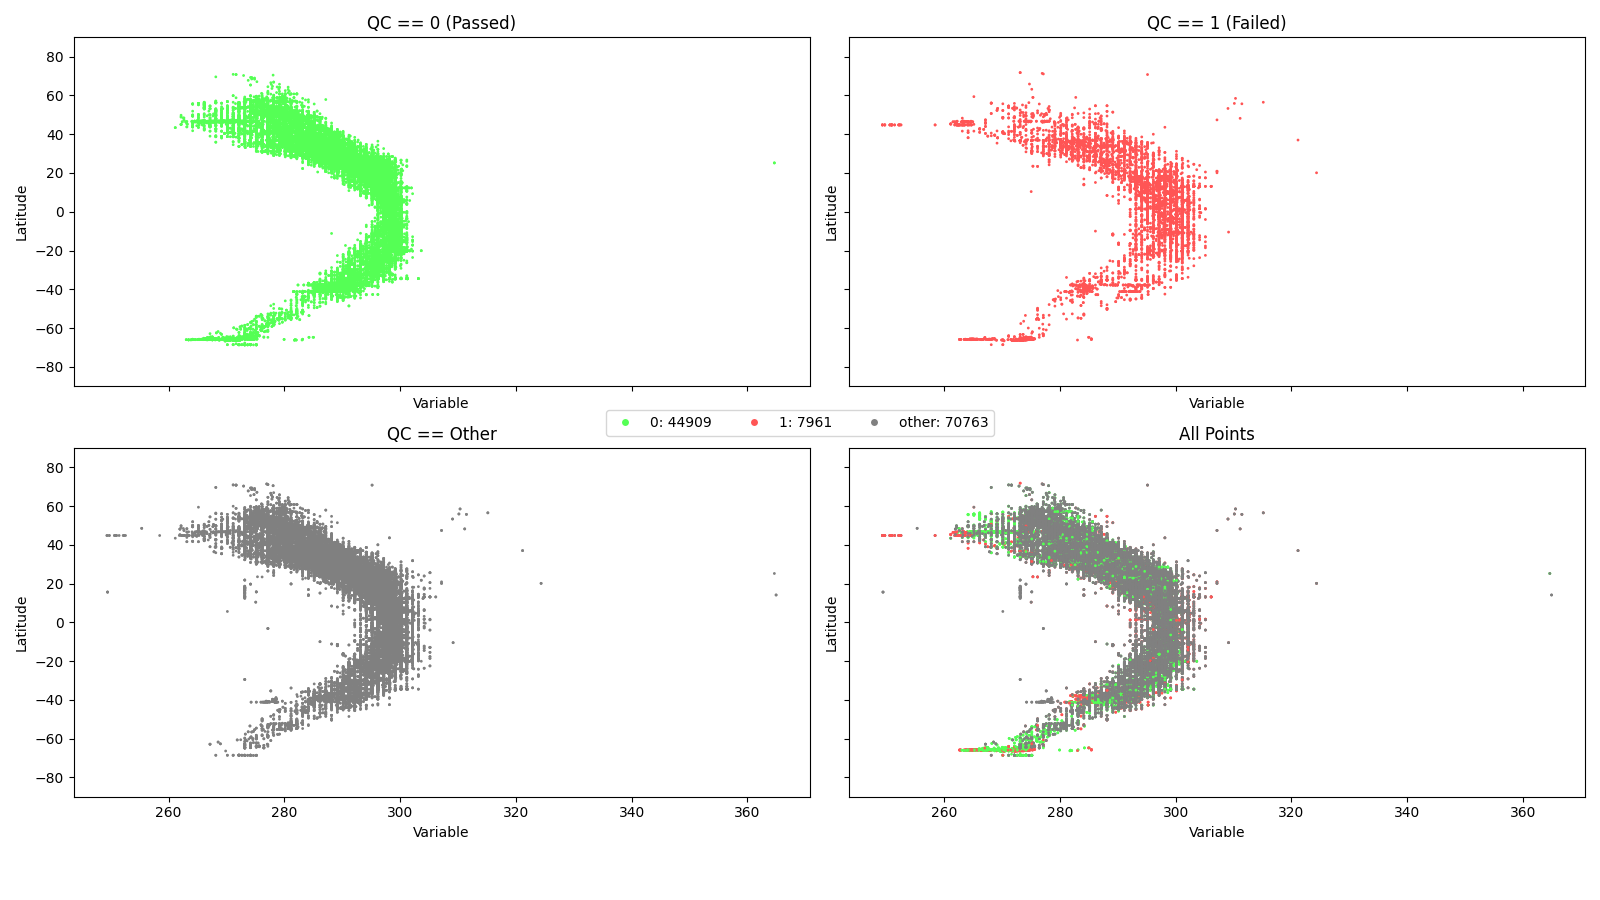 QC == 0 (Passed)
QC == 1 (Failed)
80
60
40
20
0
−20
−40
−60
−80
Latitude
Latitude
Variable
Variable
0: 44909
1: 7961
other: 70763
QC == Other
All Points
80
60
40
20
0
−20
−40
−60
−80
Latitude
Latitude
260
280
300
320
340
360
260
280
300
320
340
360
Variable
Variable